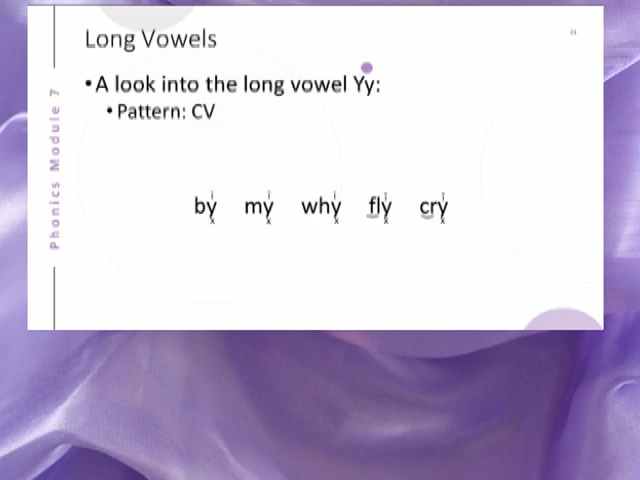 Long Vowels
• A look into the long vowel Yy:
• Pattern: CV
by my why fly cry
Phonics Module 7